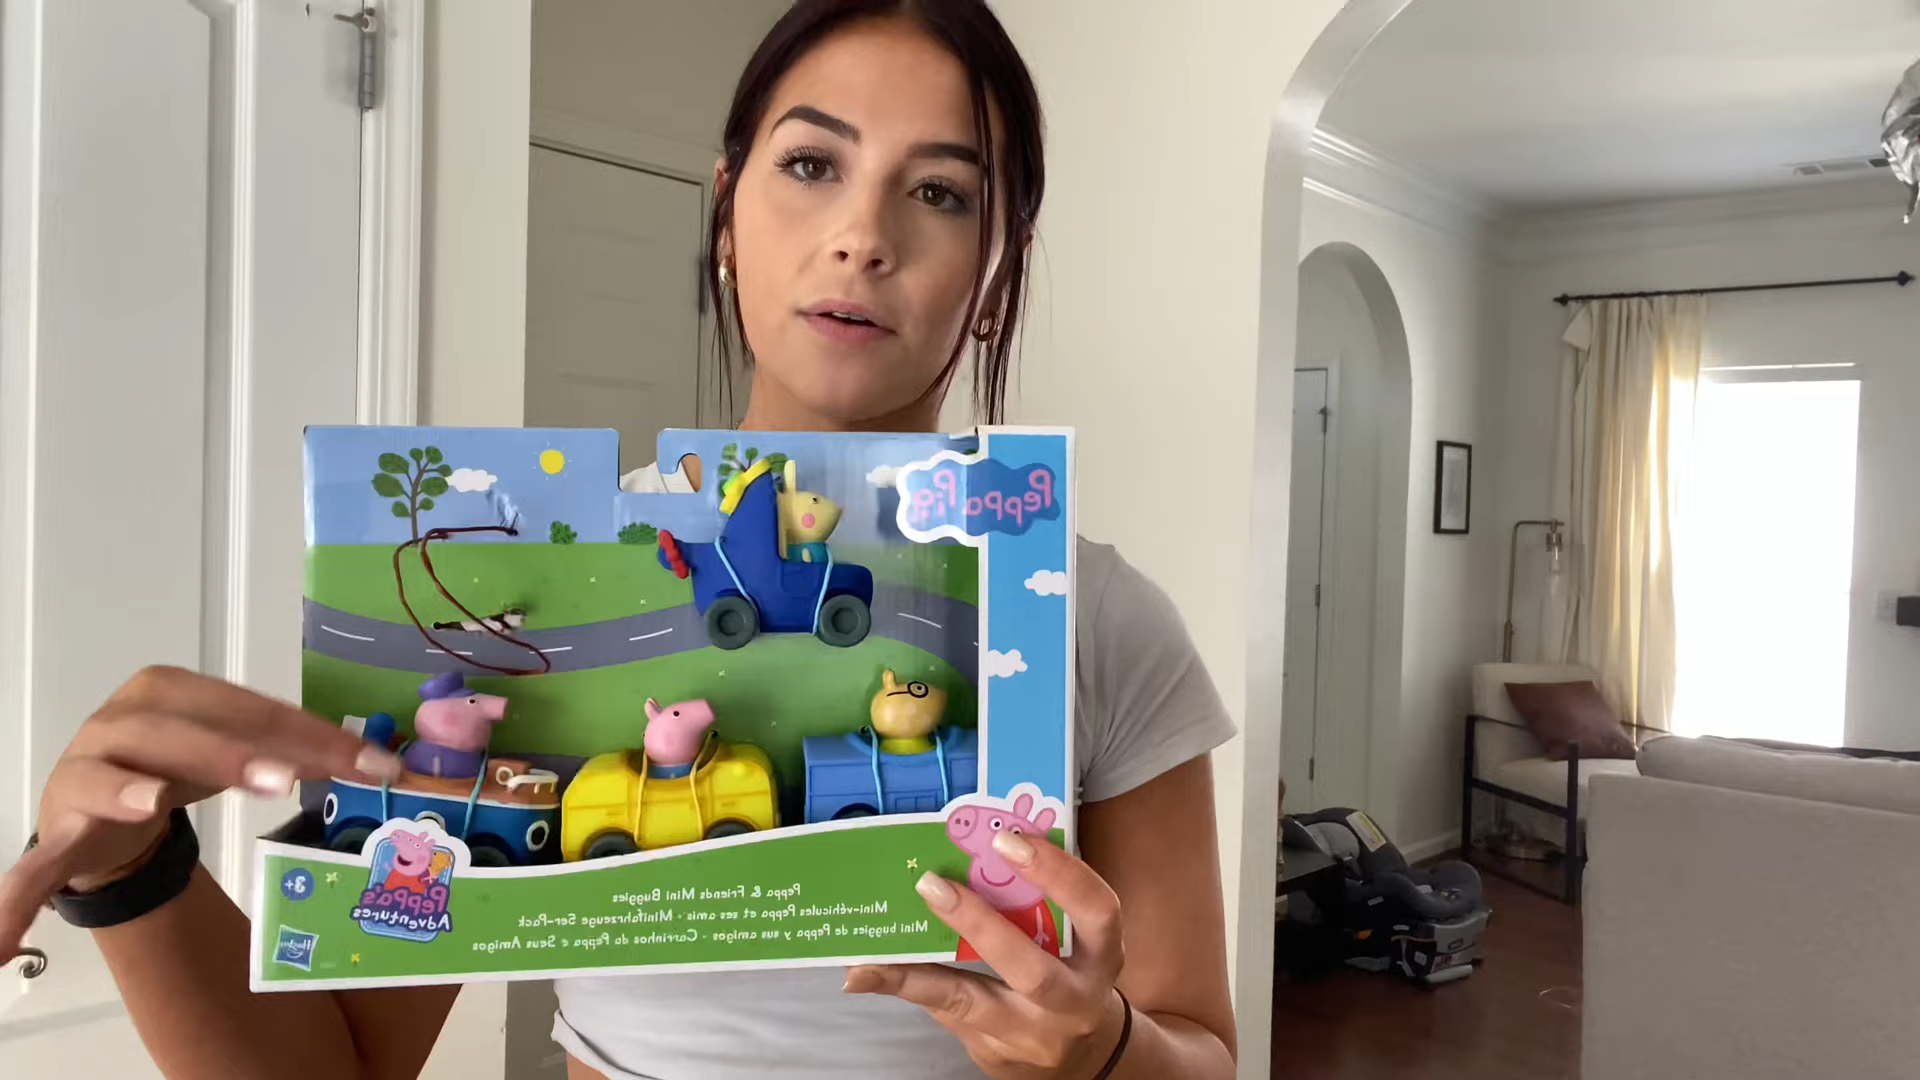 Peppa Pig
Peppa & Friends Mini Buggies
Mini-véhicules Peppa et ses amis • Minifahrzeuge 5er-Pack
Mini buggies de Peppa y sus amigos • Carrinhos da Peppa e Seus Amigos
3+
Peppa's
Adventures
Hasbro